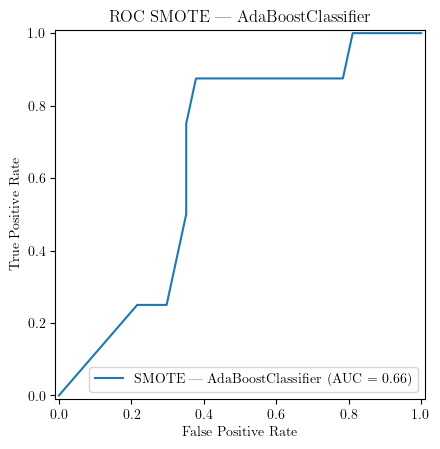 ROC SMOTE — AdaBoostClassifier
1.0
0.8
0.6
0.4
0.2
0.0
True Positive Rate
SMOTE — AdaBoostClassifier (AUC = 0.66)
0.0 0.2 0.4 0.6 0.8 1.0
False Positive Rate